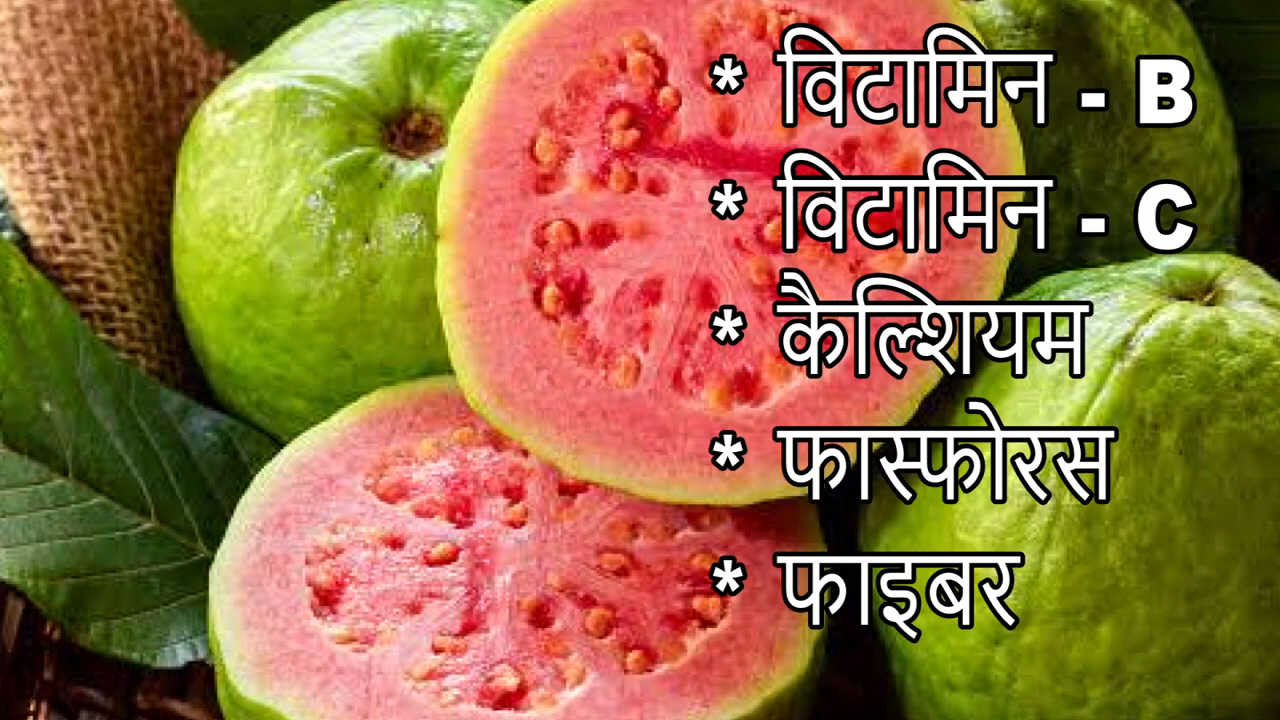 * विटामिन - B
* विटामिन - C
* कैल्शियम
* फास्फोरस
* फाइबर